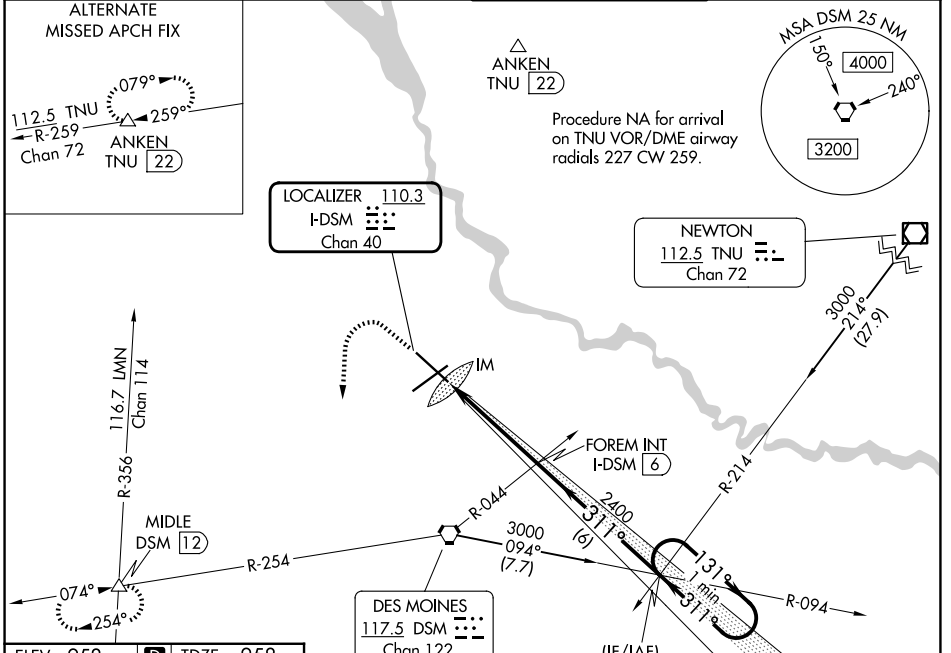 ALTERNATE
MISSED APCH FIX
079°
259°
112.5 TNU
R-259
Chan 72
ANKEN
TNU 22
ANKEN
TNU 22
Procedure NA for arrival
on TNU VOR/DME airway
radials 227 CW 259.
MSA DSM 25 NM
150°
4000
240°
3200
LOCALIZER 110.3
I-DSM
Chan 40
NEWTON
112.5 TNU
Chan 72
3000
214°
(27.9)
R-214
IM
116.7 LMN
Chan 114
R-356
FOREM INT
I-DSM 6
R-044
2400
311°
(6)
MIDLE
DSM 12
R-254
3000
094°
(7.7)
131°
1 min
311°
R-094
074°
254°
DES MOINES
117.5 DSM
Chan 122
(IF/IAF)
D